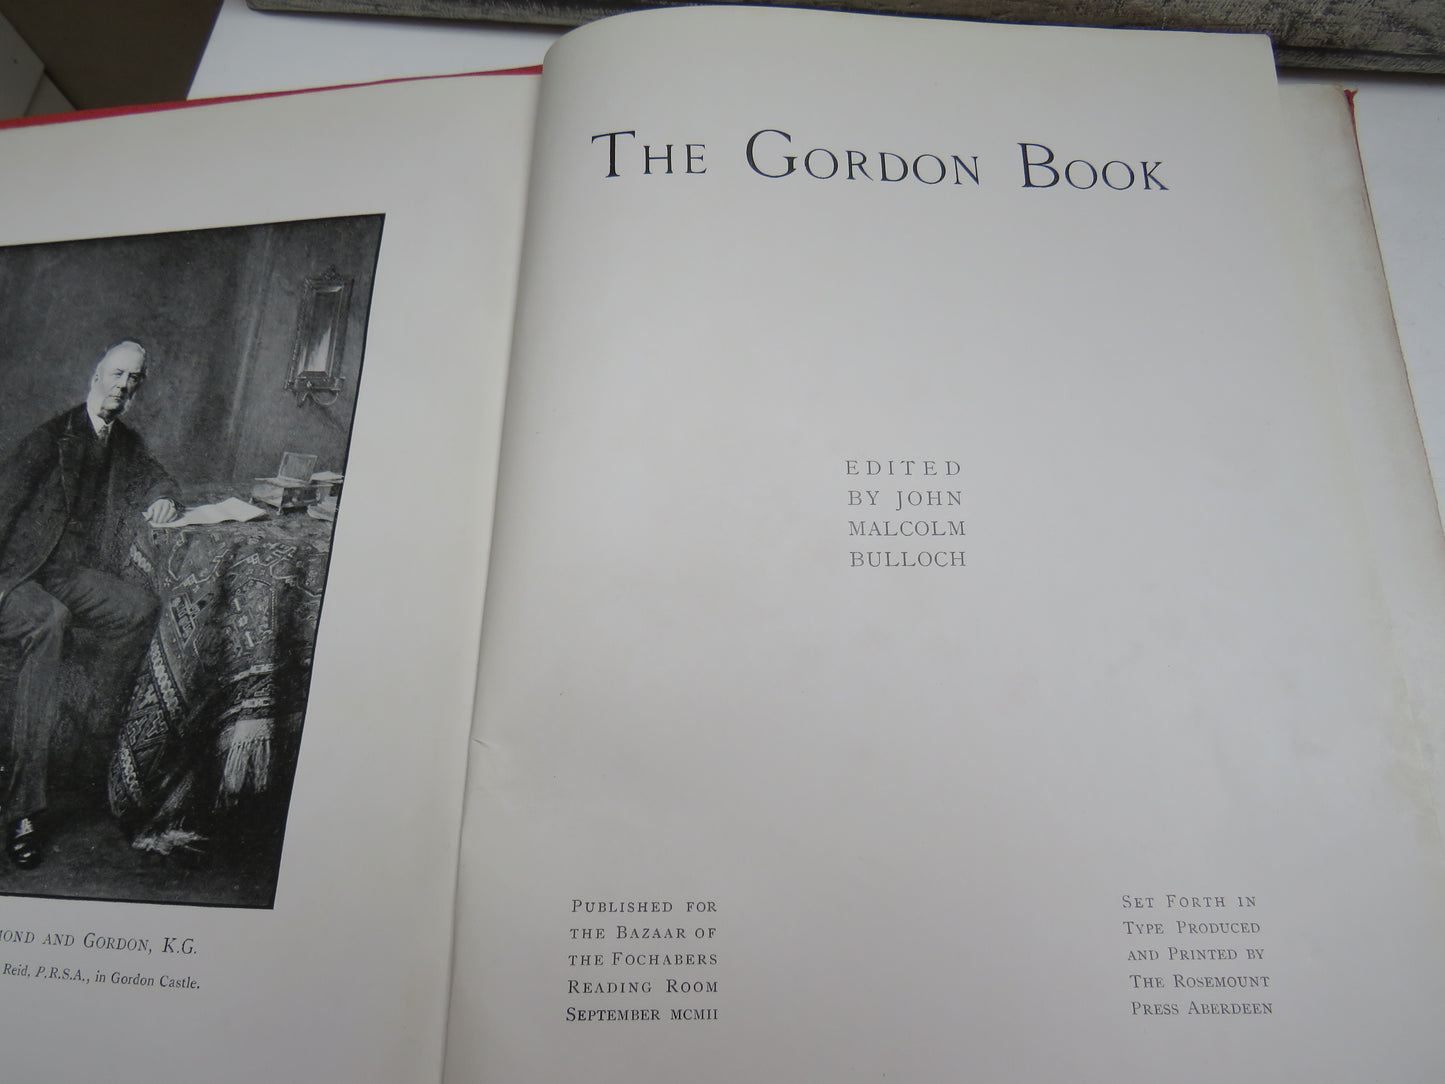 THE GORDON BOOK
EDITED
BY JOHN
MALCOLM
BULLOCH
PUBLISHED FOR
THE BAZAAR OF
THE FOCHABERS
READING ROOM
SEPTEMBER MCMII
SET FORTH IN
TYPE PRODUCED
AND PRINTED BY
THE ROSEMOUNT
PRESS ABERDEEN
MOND AND GORDON, K.G.
Reid, P.R.S.A., in Gordon Castle.